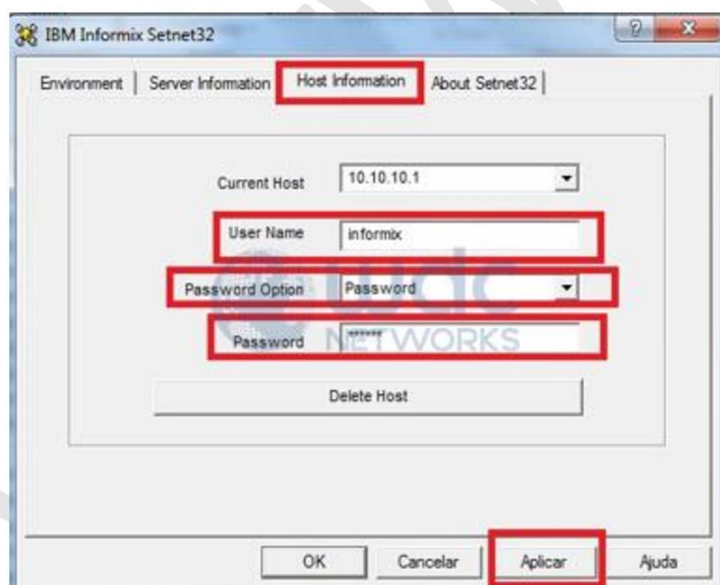 IBM Informix Setnet32
Environment Server Information Host Information About Setnet32
Current Host 10.10.10.1
User Name informix
Password Option Password
Password ******
wdc
NETWORKS
Delete Host
OK Cancelar Aplicar Ajuda